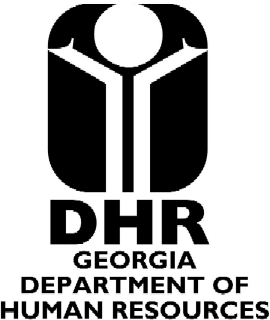 DHR
GEORGIA
DEPARTMENT OF
HUMAN RESOURCES